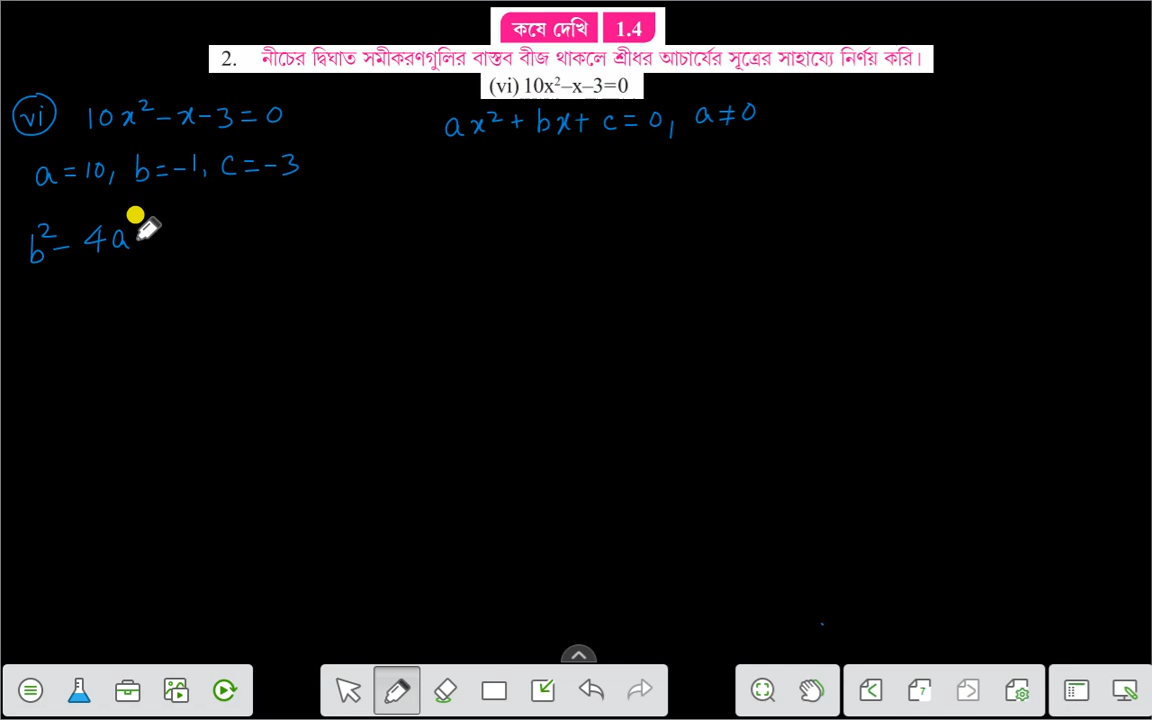 কষে দেখি 1.4
2. নীচের দ্বিঘাত সমীকরণগুলির বাস্তব বীজ থাকলে শ্রীধর আচার্যের সূত্রের সাহায্যে নির্ণয় করি।
(vi) 10x²–x–3=0
(vi) 10x² - x - 3 = 0
ax² + bx + c = 0, a ≠ 0
a = 10, b = -1, c = -3
b² - 4a
7